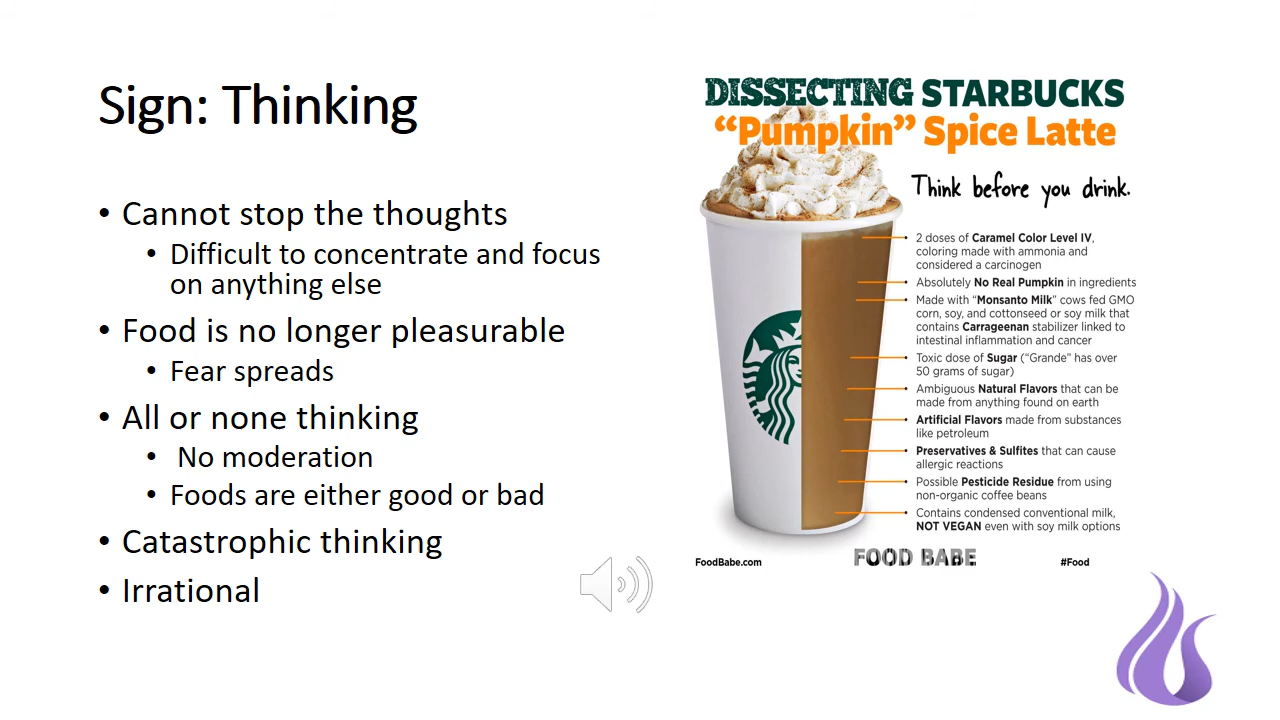 Sign: Thinking
• Cannot stop the thoughts
• Difficult to concentrate and focus
on anything else
• Food is no longer pleasurable
• Fear spreads
• All or none thinking
• No moderation
• Foods are either good or bad
• Catastrophic thinking
• Irrational
DISSECTING STARBUCKS
“Pumpkin” Spice Latte
Think before you drink.
2 doses of Caramel Color Level IV,
coloring made with ammonia and
considered a carcinogen
Absolutely No Real Pumpkin in ingredients
Made with “Monsanto Milk” cows fed GMO
corn, soy, and cottonseed or soy milk that
contains Carrageenan stabilizer linked to
intestinal inflammation and cancer
Toxic dose of Sugar (“Grande” has over
50 grams of sugar)
Ambiguous Natural Flavors that can be
made from anything found on earth
Artificial Flavors made from substances
like petroleum
Preservatives & Sulfites that can cause
allergic reactions
Possible Pesticide Residue from using
non-organic coffee beans
Contains condensed conventional milk,
NOT VEGAN even with soy milk options
FoodBabe.com
FOOD BABE
#Food